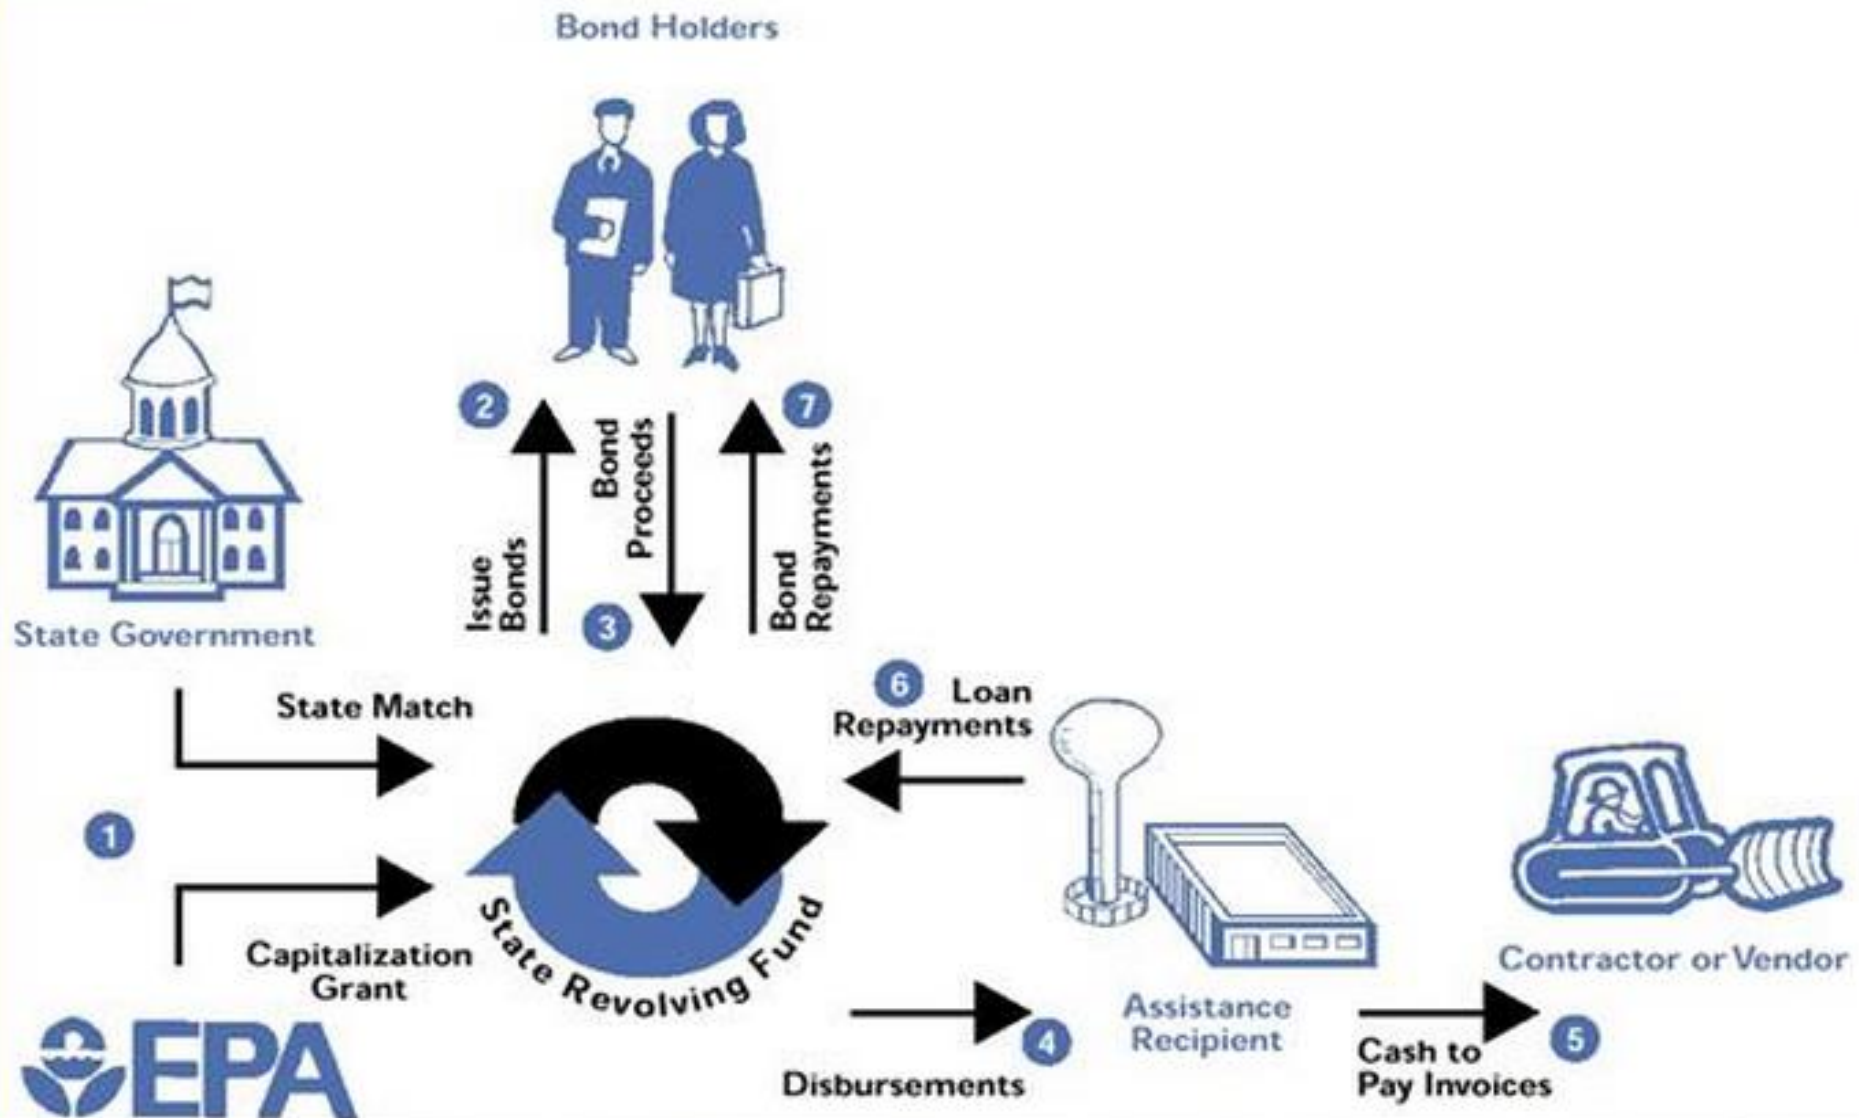 Bond Holders
2
7
Issue
Bonds
Bond
Proceeds
Bond
Repayments
3
State Government
State Match
6
Loan
Repayments
1
Capitalization
Grant
State Revolving Fund
EPA
Disbursements
4
Assistance
Recipient
Contractor or Vendor
Cash to
Pay Invoices
5